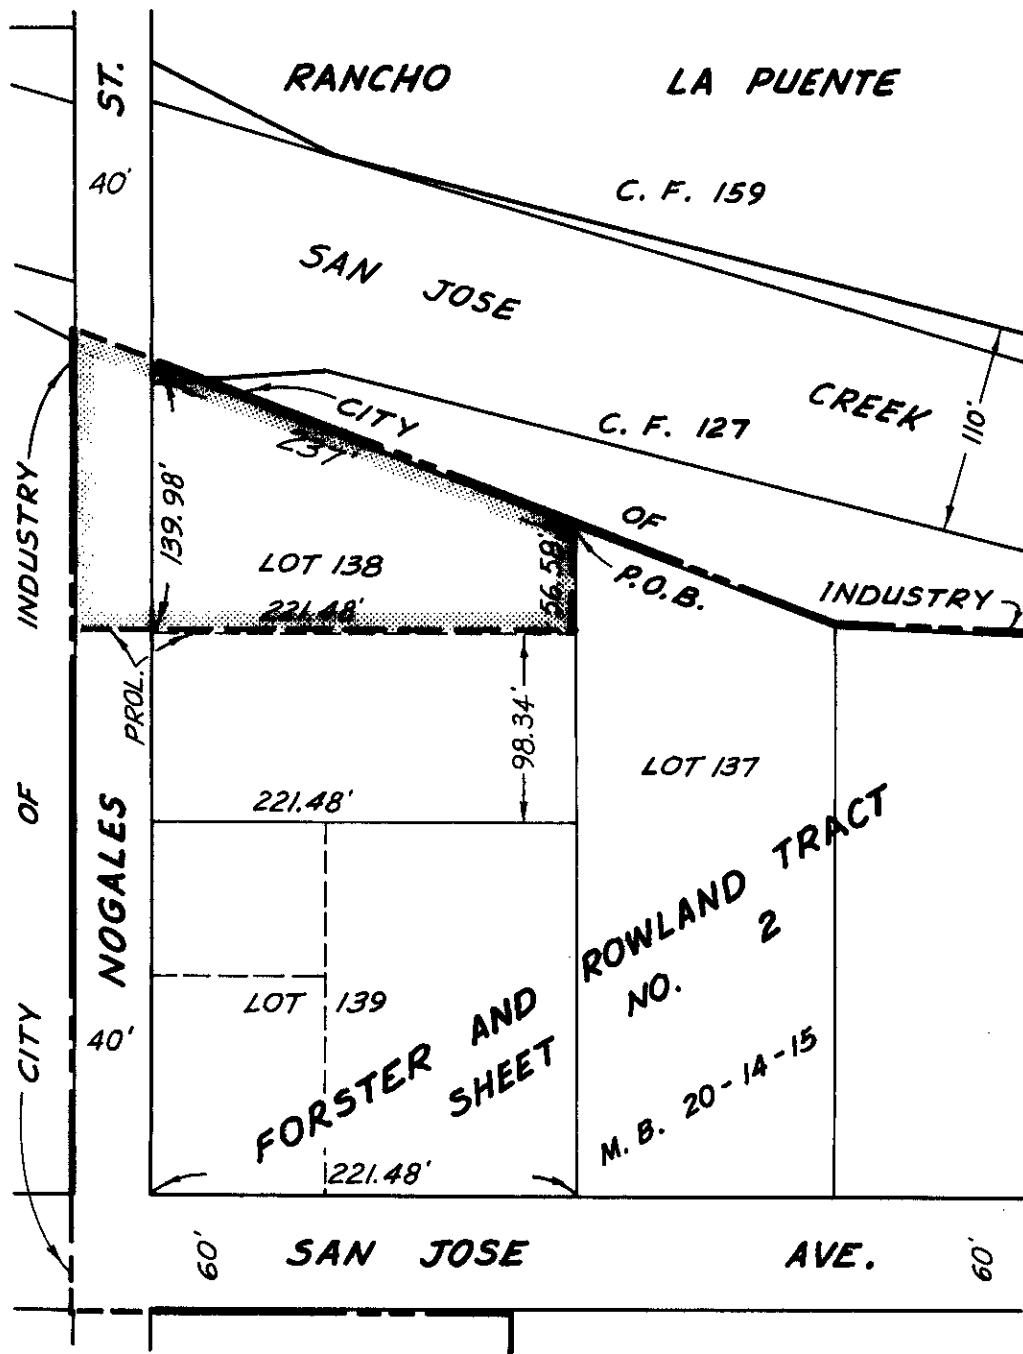 RANCHO LA PUENTE
ST.
40'
C. F. 159
SAN JOSE
CREEK
110'
CITY
C. F. 127
237'
139.98'
OF
INDUSTRY
LOT 138
56.58'
P.O.B.
INDUSTRY
221.48'
PROL.
98.34'
LOT 137
221.48'
OF
NOGALES
FORSTER AND ROWLAND TRACT
SHEET NO. 2
LOT 139
CITY
40'
M. B. 20-14-15
221.48'
60'
SAN JOSE AVE.
60'